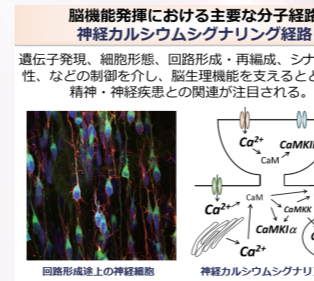 脳機能発揮における主要な分子経路
神経カルシウムシグナリング経路
遺伝子発現、細胞形態、回路形成・再編成、シナ
性、などの制御を介し、脳生理機能を支えるとと
精神・神経疾患との関連が注目される。
Ca²⁺
CaM
CaMKII
Ca²⁺
CaM
CaMKK
CaMKIα
Ca²⁺
回路形成途上の神経細胞
神経カルシウムシグナリ